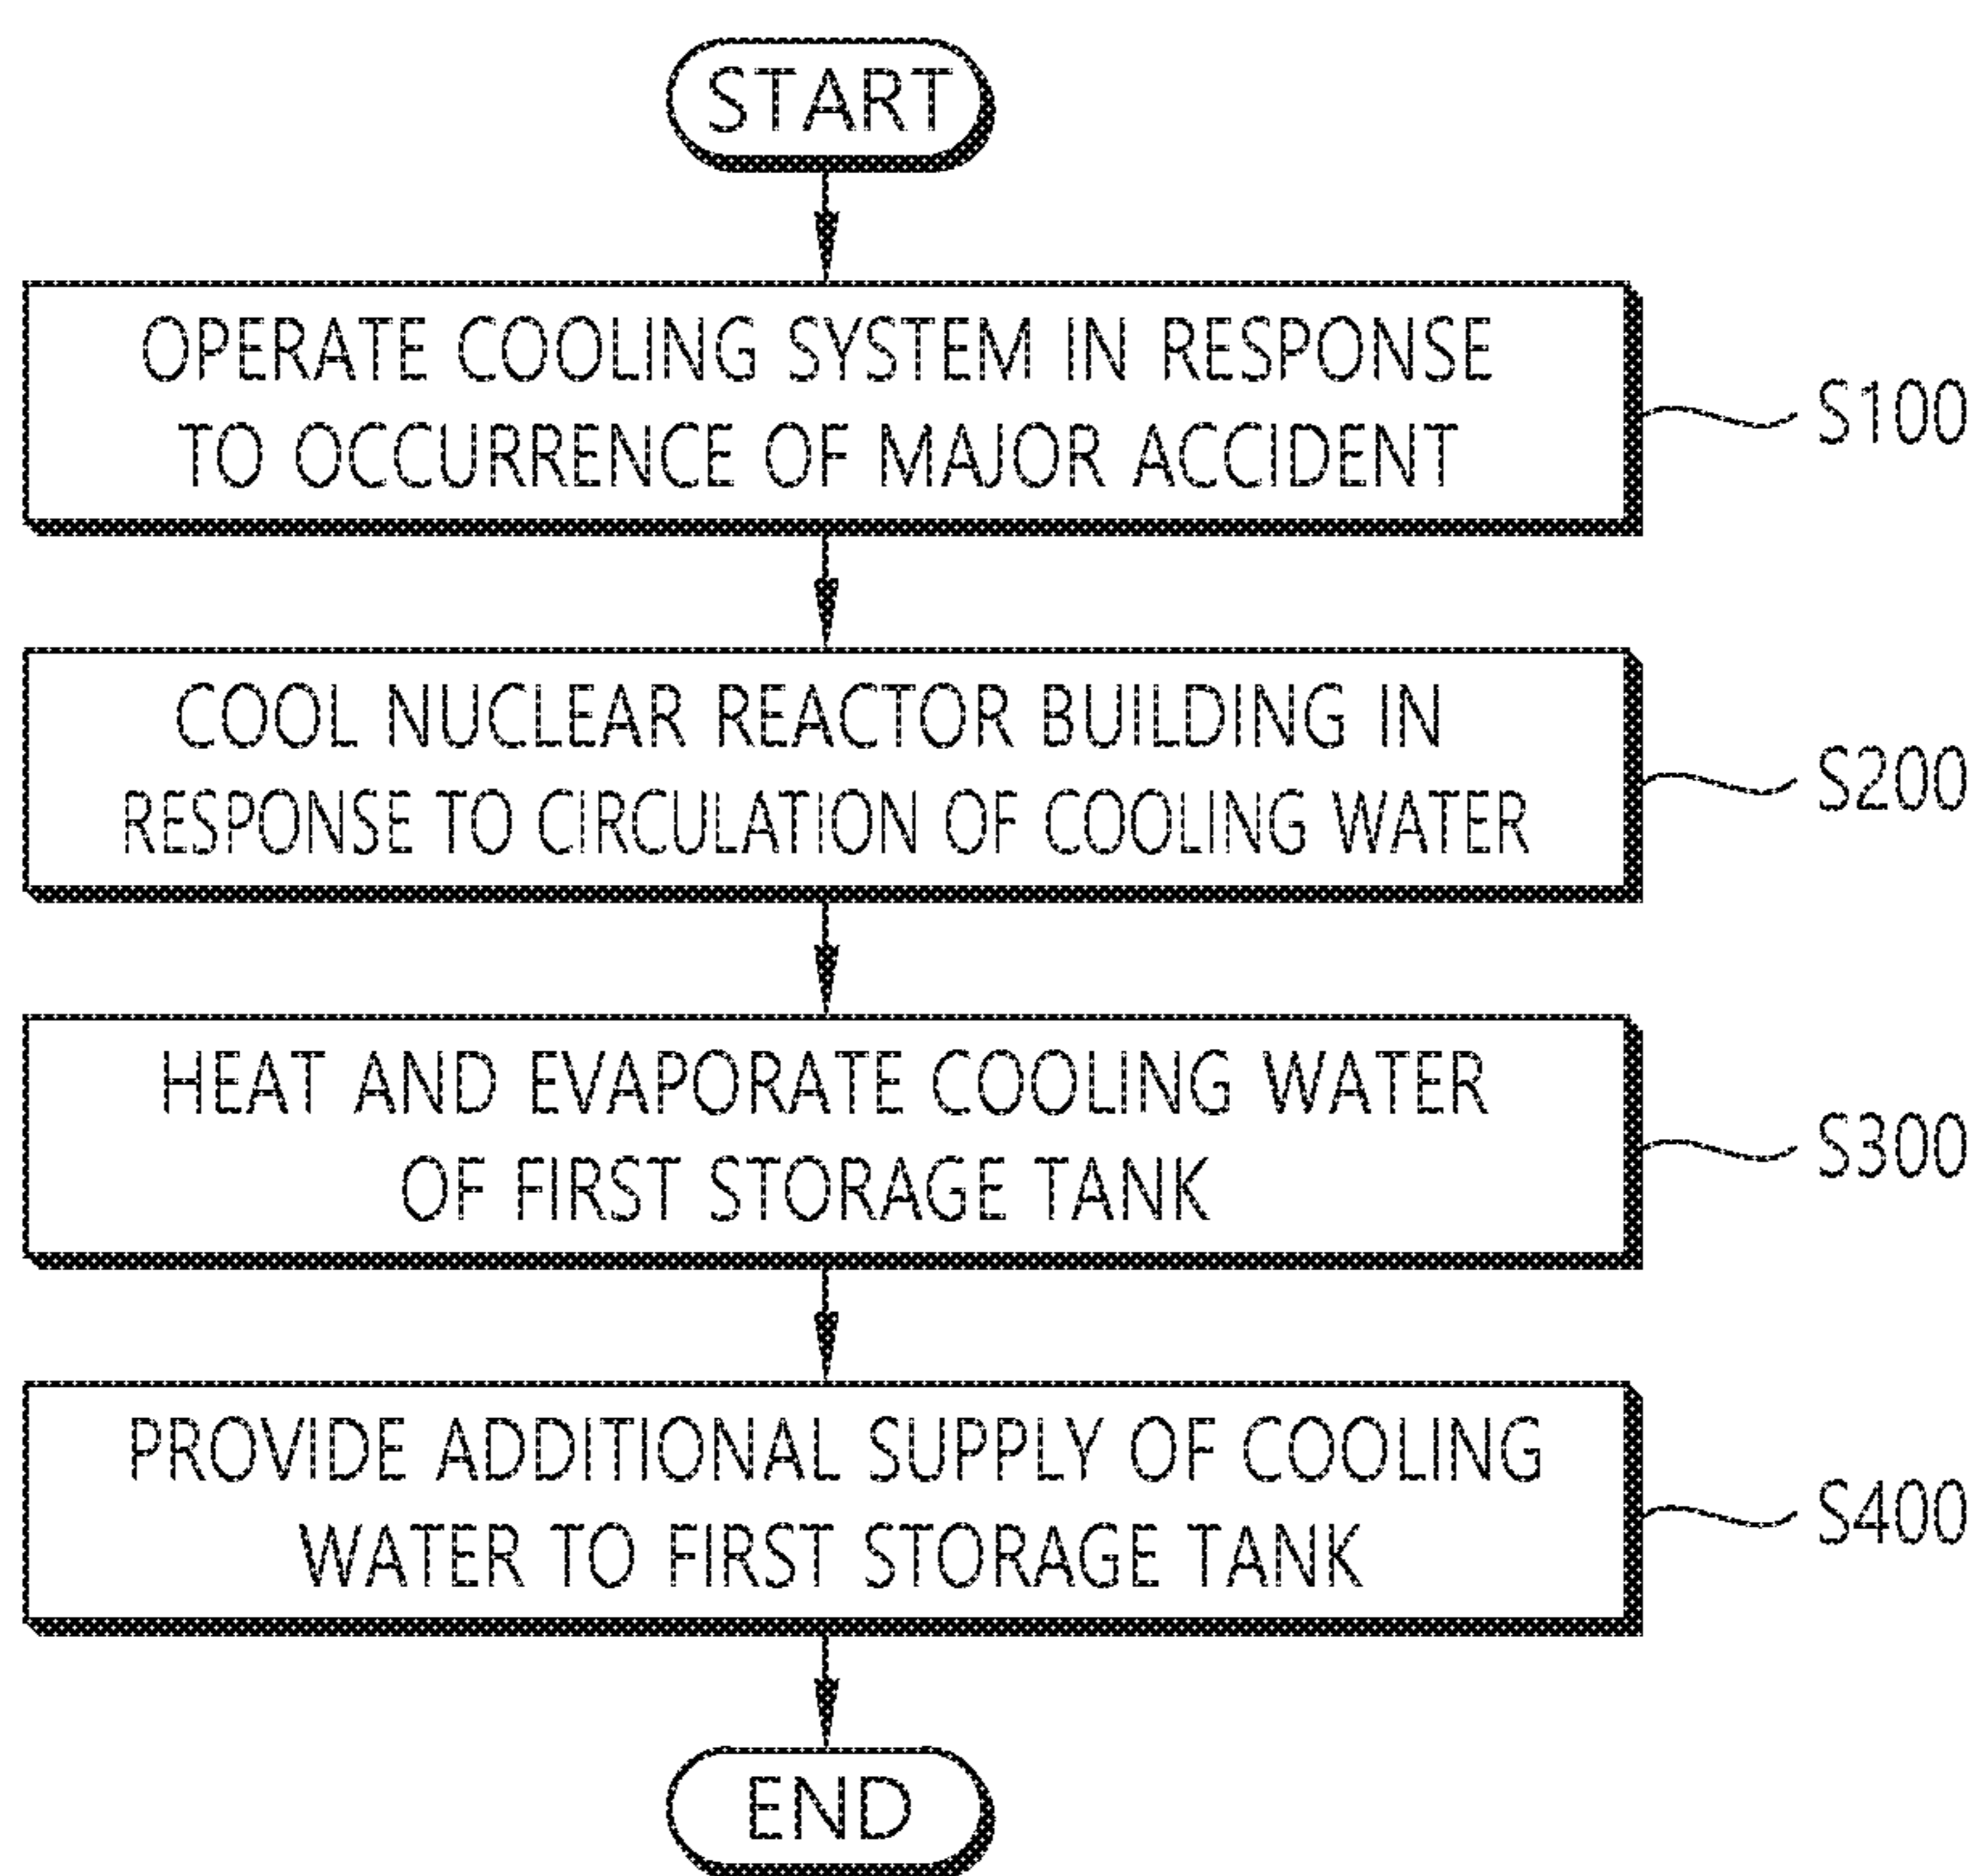 START
OPERATE COOLING SYSTEM IN RESPONSE
TO OCCURRENCE OF MAJOR ACCIDENT
S100
COOL NUCLEAR REACTOR BUILDING IN
RESPONSE TO CIRCULATION OF COOLING WATER
S200
HEAT AND EVAPORATE COOLING WATER
OF FIRST STORAGE TANK
S300
PROVIDE ADDITIONAL SUPPLY OF COOLING
WATER TO FIRST STORAGE TANK
S400
END